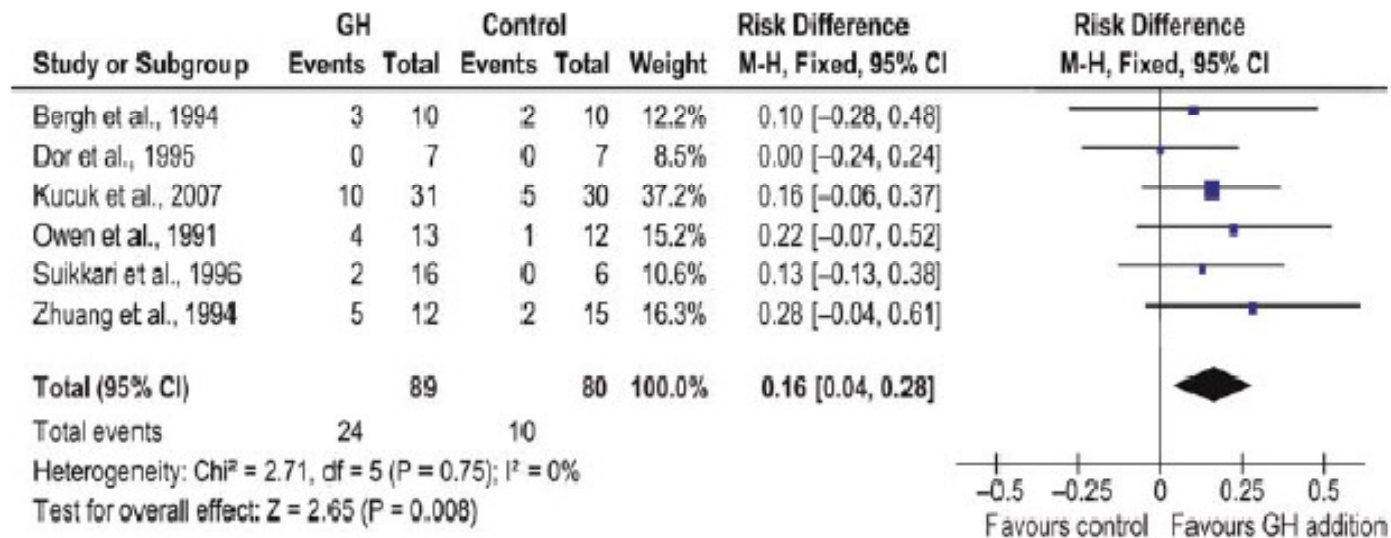 GH Control Risk Difference Risk Difference
Study or Subgroup Events Total Events Total Weight M-H, Fixed, 95% CI M-H, Fixed, 95% CI
Bergh et al., 1994 3 10 2 10 12.2% 0.10 [–0.28, 0.48]
Dor et al., 1995 0 7 0 7 8.5% 0.00 [–0.24, 0.24]
Kucuk et al., 2007 10 31 5 30 37.2% 0.16 [–0.06, 0.37]
Owen et al., 1991 4 13 1 12 15.2% 0.22 [–0.07, 0.52]
Suikkari et al., 1996 2 16 0 6 10.6% 0.13 [–0.13, 0.38]
Zhuang et al., 1994 5 12 2 15 16.3% 0.28 [–0.04, 0.61]
Total (95% CI) 89 80 100.0% 0.16 [0.04, 0.28]
Total events 24 10
Heterogeneity: Chi² = 2.71, df = 5 (P = 0.75); I² = 0%
Test for overall effect: Z = 2.65 (P = 0.008)
–0.5 –0.25 0 0.25 0.5
Favours control Favours GH addition